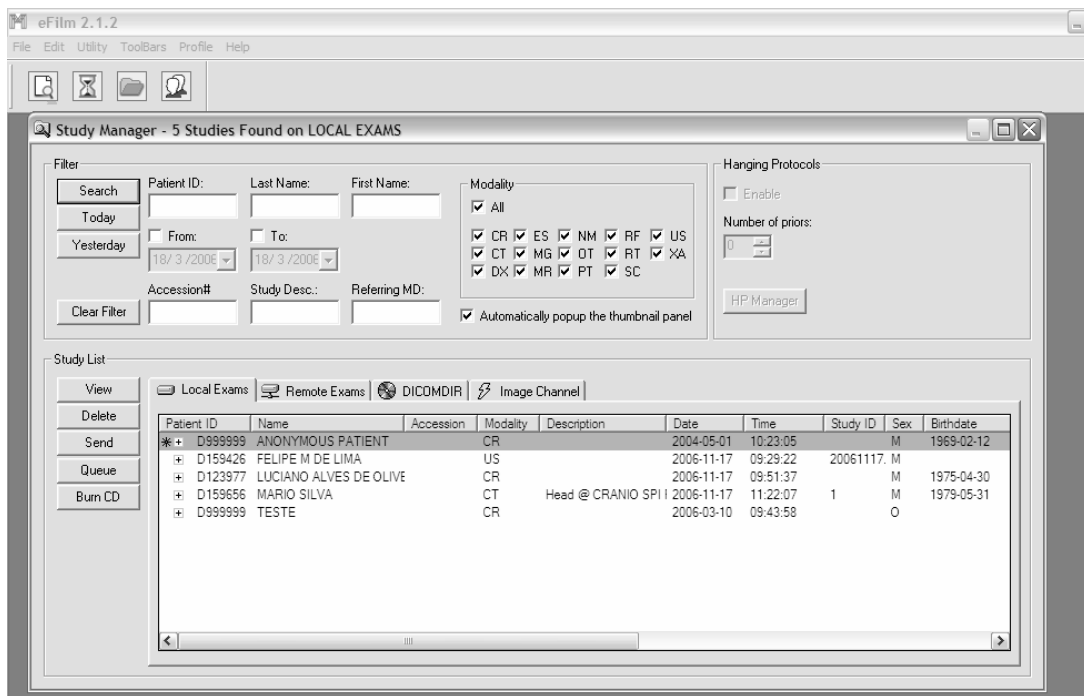 eFilm 2.1.2
File Edit Utility ToolBars Profile Help
Study Manager - 5 Studies Found on LOCAL EXAMS
Filter
Search
Today
Yesterday
Clear Filter
Patient ID: Last Name: First Name:
From: To:
18/ 3 /2006 18/ 3 /2006
Accession# Study Desc.: Referring MD:
Modality
All
CR ES NM RF US
CT MG OT RT XA
DX MR PT SC
Automatically popup the thumbnail panel
Hanging Protocols
Enable
Number of priors:
0
HP Manager
Study List
View
Delete
Send
Queue
Burn CD
Local Exams Remote Exams DICOMDIR Image Channel
Patient ID Name Accession Modality Description Date Time Study ID Sex Birthdate
D999999 ANONYMOUS PATIENT CR 2004-05-01 10:23:05 M 1969-02-12
D159426 FELIPE M DE LIMA US 2006-11-17 09:29:22 20061117. M
D123977 LUCIANO ALVES DE OLIVE CR 2006-11-17 09:51:37 M 1975-04-30
D159656 MARIO SILVA CT Head @ CRANIO SPI 2006-11-17 11:22:07 1 M 1979-05-31
D999999 TESTE CR 2006-03-10 09:43:58 O